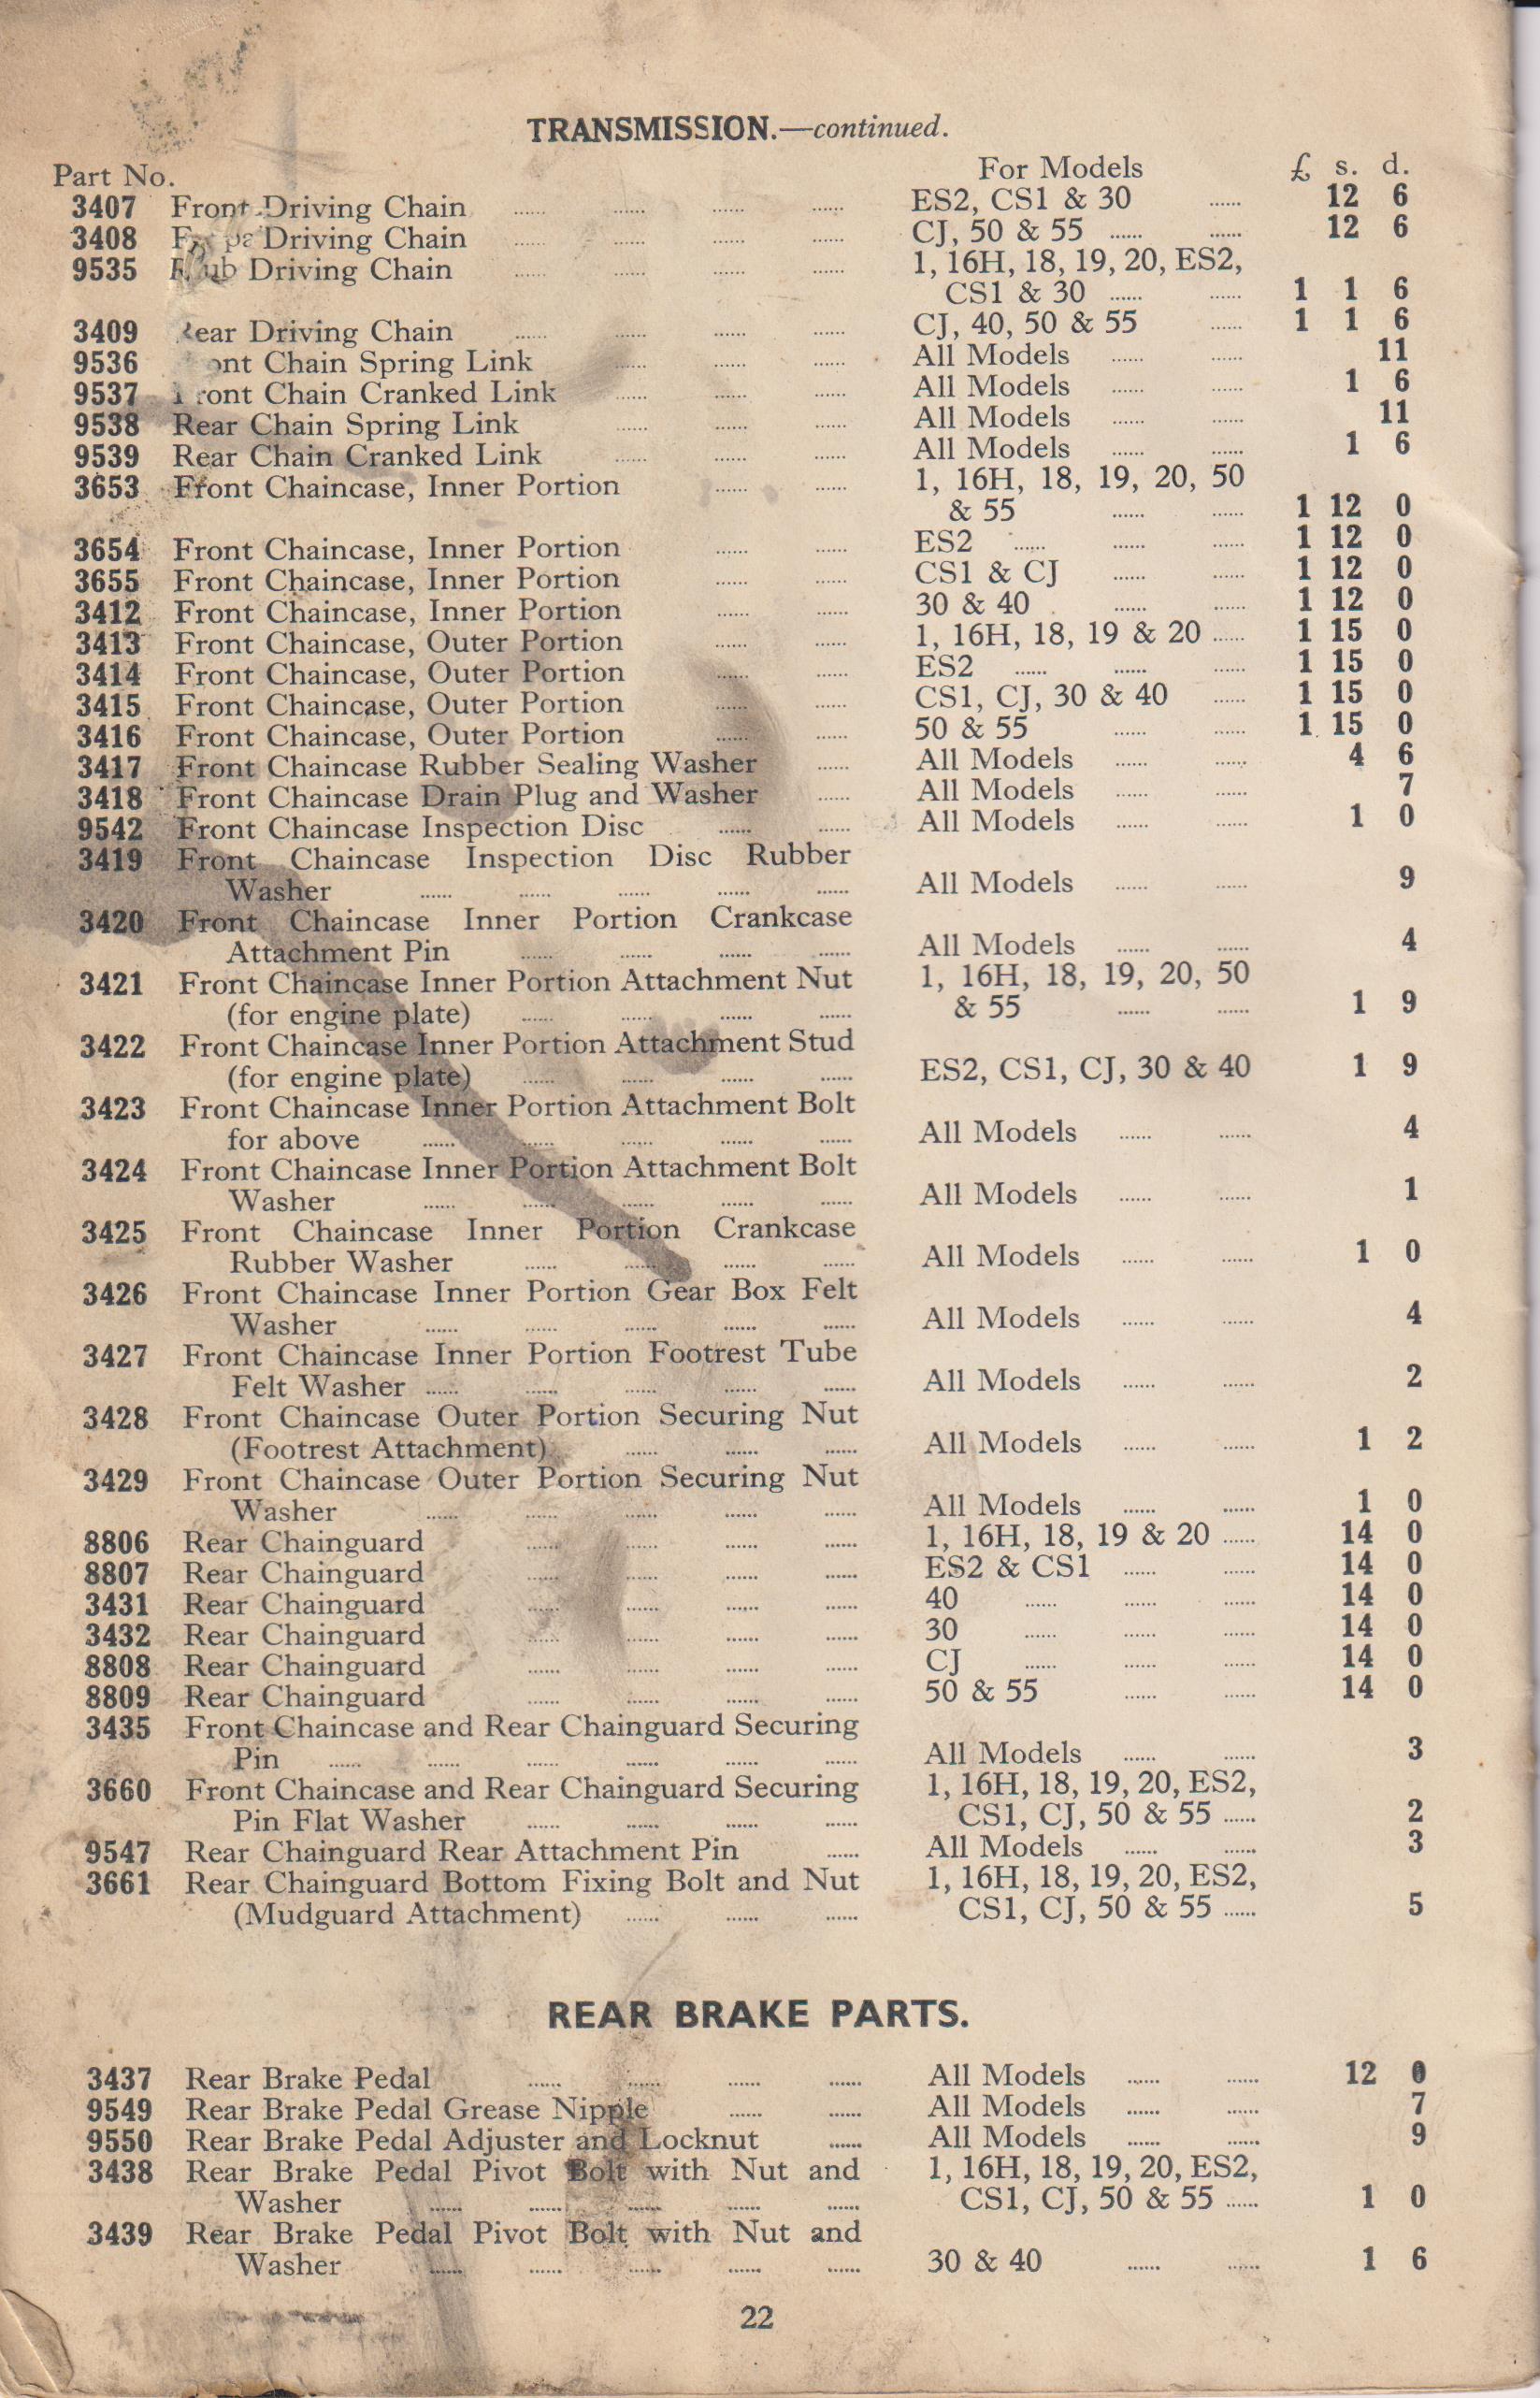 TRANSMISSION.—continued.
Part No. For Models £ s. d.
3407 Front Driving Chain ...... ...... ...... ...... ES2, CS1 & 30 ...... 12 6
3408 Driving Chain ...... ...... ...... ...... CJ, 50 & 55 ...... ...... 12 6
9535 Driving Chain ...... ...... ...... ...... 1, 16H, 18, 19, 20, ES2,
CS1 & 30 ...... ...... 1 1 6
3409 Rear Driving Chain ...... ...... ...... ...... CJ, 40, 50 & 55 ...... 1 1 6
9536 Front Chain Spring Link ...... ...... ...... All Models ...... ...... 11
9537 Front Chain Cranked Link ...... ...... ...... All Models ...... ...... 1 6
9538 Rear Chain Spring Link ...... ...... ...... All Models ...... ...... 11
9539 Rear Chain Cranked Link ...... ...... ...... All Models ...... ...... 1 6
3653 Front Chaincase, Inner Portion ...... ...... 1, 16H, 18, 19, 20, 50
& 55 ...... ...... 1 12 0
3654 Front Chaincase, Inner Portion ...... ...... ES2 ...... ...... ...... 1 12 0
3655 Front Chaincase, Inner Portion ...... ...... CS1 & CJ ...... ...... 1 12 0
3412 Front Chaincase, Inner Portion ...... ...... 30 & 40 ...... ...... 1 12 0
3413 Front Chaincase, Outer Portion ...... ...... 1, 16H, 18, 19 & 20 ...... 1 15 0
3414 Front Chaincase, Outer Portion ...... ...... ES2 ...... ...... ...... 1 15 0
3415 Front Chaincase, Outer Portion ...... ...... CS1, CJ, 30 & 40 ...... 1 15 0
3416 Front Chaincase, Outer Portion ...... ...... 50 & 55 ...... ...... 1 15 0
3417 Front Chaincase Rubber Sealing Washer ...... All Models ...... ...... 4 6
3418 Front Chaincase Drain Plug and Washer ...... All Models ...... ...... 7
9542 Front Chaincase Inspection Disc ...... ...... All Models ...... ...... 1 0
3419 Front Chaincase Inspection Disc Rubber
Washer ...... ...... ...... ...... ...... All Models ...... ...... 9
3420 Front Chaincase Inner Portion Crankcase
Attachment Pin ...... ...... ...... ...... All Models ...... ...... 4
3421 Front Chaincase Inner Portion Attachment Nut 1, 16H, 18, 19, 20, 50
(for engine plate) ...... ...... ...... ...... & 55 ...... ...... 1 9
3422 Front Chaincase Inner Portion Attachment Stud
(for engine plate) ...... ...... ...... ...... ES2, CS1, CJ, 30 & 40 1 9
3423 Front Chaincase Inner Portion Attachment Bolt
for above ...... ...... ...... ...... ...... All Models ...... ...... 4
3424 Front Chaincase Inner Portion Attachment Bolt
Washer ...... ...... ...... ...... ...... All Models ...... ...... 1
3425 Front Chaincase Inner Portion Crankcase
Rubber Washer ...... ...... ...... ...... All Models ...... ...... 1 0
3426 Front Chaincase Inner Portion Gear Box Felt
Washer ...... ...... ...... ...... ...... All Models ...... ...... 4
3427 Front Chaincase Inner Portion Footrest Tube
Felt Washer ...... ...... ...... ...... ...... All Models ...... ...... 2
3428 Front Chaincase Outer Portion Securing Nut
(Footrest Attachment) ...... ...... ...... All Models ...... ...... 1 2
3429 Front Chaincase Outer Portion Securing Nut
Washer ...... ...... ...... ...... ...... All Models ...... ...... 1 0
8806 Rear Chainguard ...... ...... ...... ...... 1, 16H, 18, 19 & 20 ...... 14 0
8807 Rear Chainguard ...... ...... ...... ...... ES2 & CS1 ...... ...... 14 0
3431 Rear Chainguard ...... ...... ...... ...... 40 ...... ...... ...... 14 0
3432 Rear Chainguard ...... ...... ...... ...... 30 ...... ...... ...... 14 0
8808 Rear Chainguard ...... ...... ...... ...... CJ ...... ...... ...... 14 0
8809 Rear Chainguard ...... ...... ...... ...... 50 & 55 ...... ...... 14 0
3435 Front Chaincase and Rear Chainguard Securing
Pin ...... ...... ...... ...... ...... ...... All Models ...... ...... 3
3660 Front Chaincase and Rear Chainguard Securing 1, 16H, 18, 19, 20, ES2,
Pin Flat Washer ...... ...... ...... ...... CS1, CJ, 50 & 55 ...... 2
9547 Rear Chainguard Rear Attachment Pin ...... All Models ...... ...... 3
3661 Rear Chainguard Bottom Fixing Bolt and Nut 1, 16H, 18, 19, 20, ES2,
(Mudguard Attachment) ...... ...... ...... CS1, CJ, 50 & 55 ...... 5
REAR BRAKE PARTS.
3437 Rear Brake Pedal ...... ...... ...... ...... All Models ...... ...... 12 0
9549 Rear Brake Pedal Grease Nipple ...... ...... All Models ...... ...... 7
9550 Rear Brake Pedal Adjuster and Locknut ...... All Models ...... ...... 9
3438 Rear Brake Pedal Pivot Bolt with Nut and 1, 16H, 18, 19, 20, ES2,
Washer ...... ...... ...... ...... ...... CS1, CJ, 50 & 55 ...... 1 0
3439 Rear Brake Pedal Pivot Bolt with Nut and
Washer ...... ...... ...... ...... ...... 30 & 40 ...... ...... 1 6
22